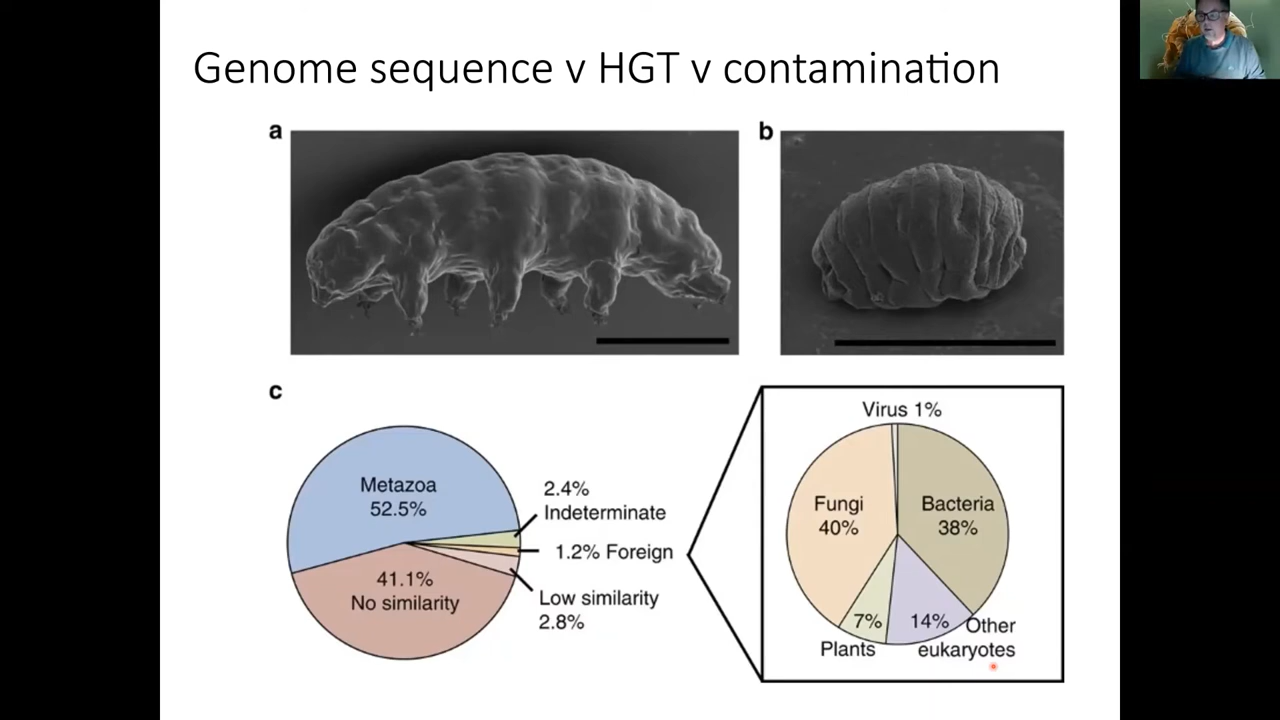 Genome sequence v HGT v contamination
a
b
c
Metazoa
52.5%
41.1%
No similarity
2.4%
Indeterminate
1.2% Foreign
Low similarity
2.8%
Virus 1%
Fungi
40%
Bacteria
38%
7%
Plants
14%
Other
eukaryotes